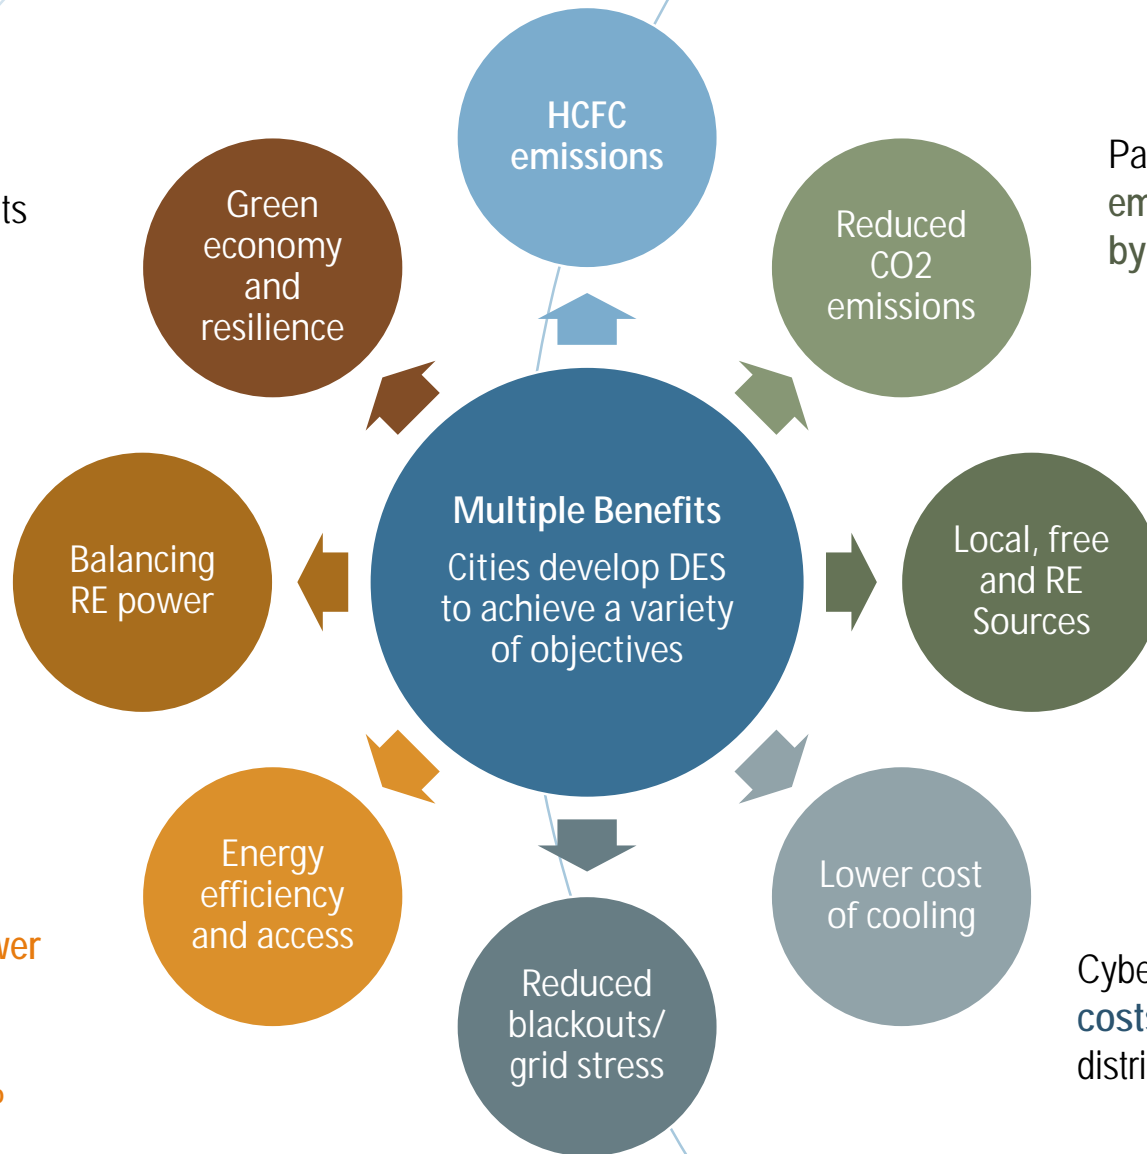 HCFC
emissions
Green
economy
and
resilience
Reduced
CO2
emissions
Multiple Benefits
Cities develop DES
to achieve a variety
of objectives
Balancing
RE power
Local, free
and RE
Sources
Energy
efficiency
and access
Lower cost
of cooling
Reduced
blackouts/
grid stress
by